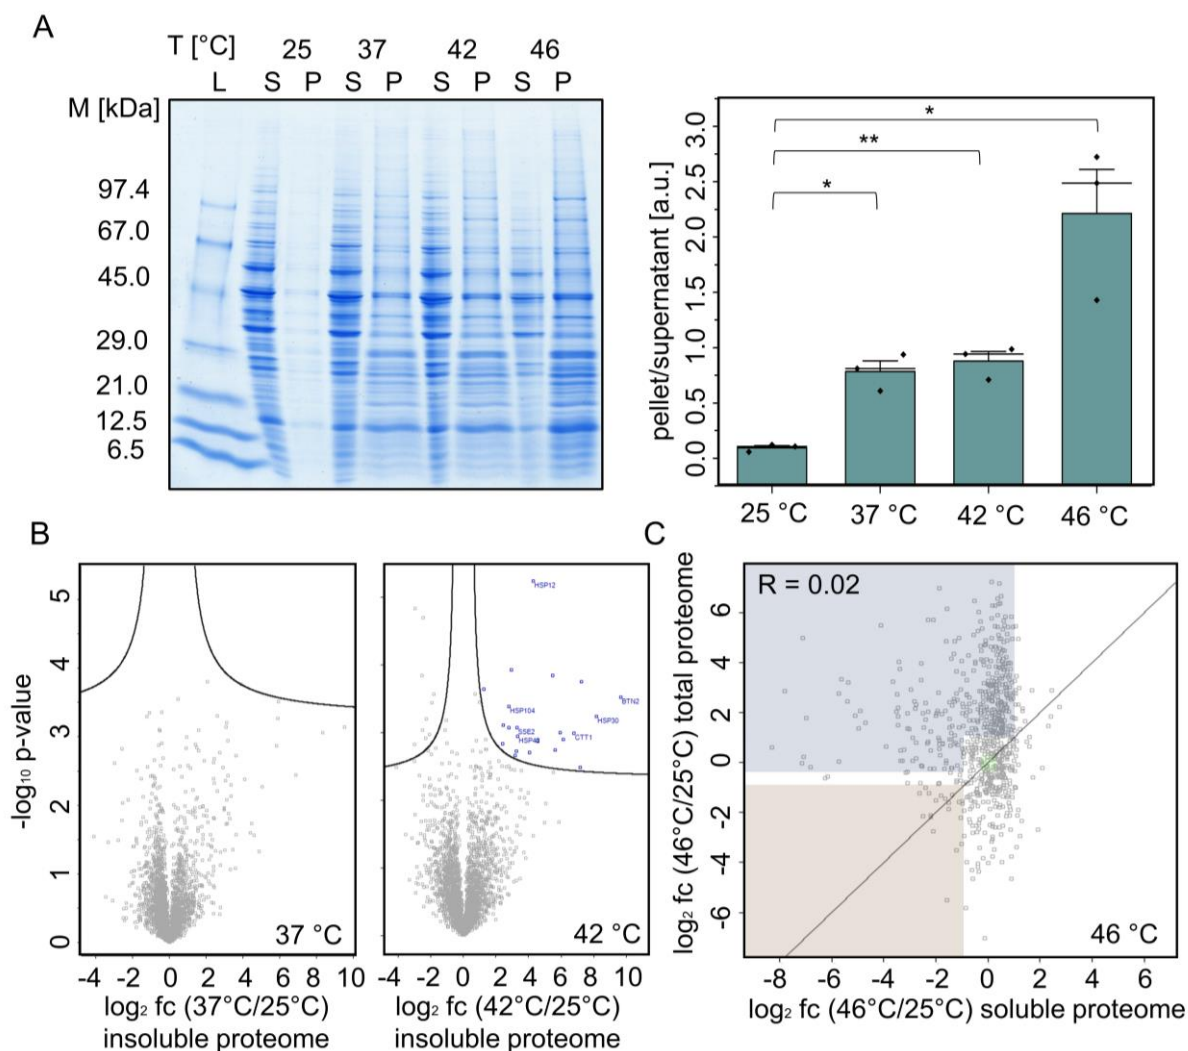 A
T [°C] 25 37 42 46
L S P S P S P S P
M [kDa]
97.4
67.0
45.0
29.0
21.0
12.5
6.5
pellet/supernatant [a.u.]
3.0
2.5
2.0
1.5
1.0
0.5
0.0
*
**
*
25 °C 37 °C 42 °C 46 °C
B
-log₁₀ p-value
5
4
3
2
1
0
37 °C
-4 -2 0 2 4 6 8 10
log₂ fc (37°C/25°C)
insoluble proteome
HSP12
BTN2
HSP104
HSP30
SSE2
CTT1
42 °C
-4 -2 0 2 4 6 8 10
log₂ fc (42°C/25°C)
insoluble proteome
C
log₂ fc (46°C/25°C) total proteome
R = 0.02
6
4
2
0
-2
-4
-6
46 °C
-8 -6 -4 -2 0 2 4 6
log₂ fc (46°C/25°C) soluble proteome